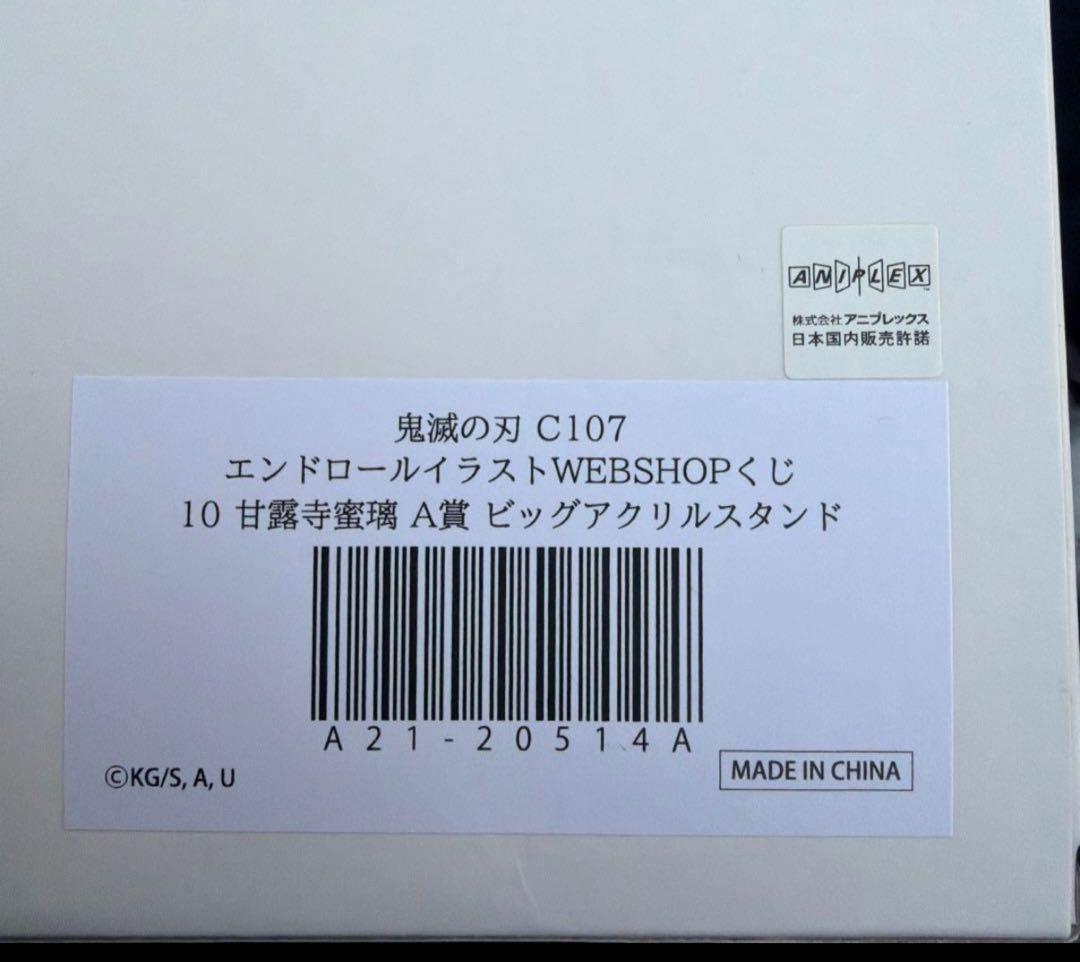 ANIPLEX
株式会社アニプレックス
日本国内販売許諾
鬼滅の刃 C107
エンドロールイラストWEBSHOPくじ
10 甘露寺蜜璃 A賞 ビッグアクリルスタンド
A21-20514A
©KG/S, A, U
MADE IN CHINA